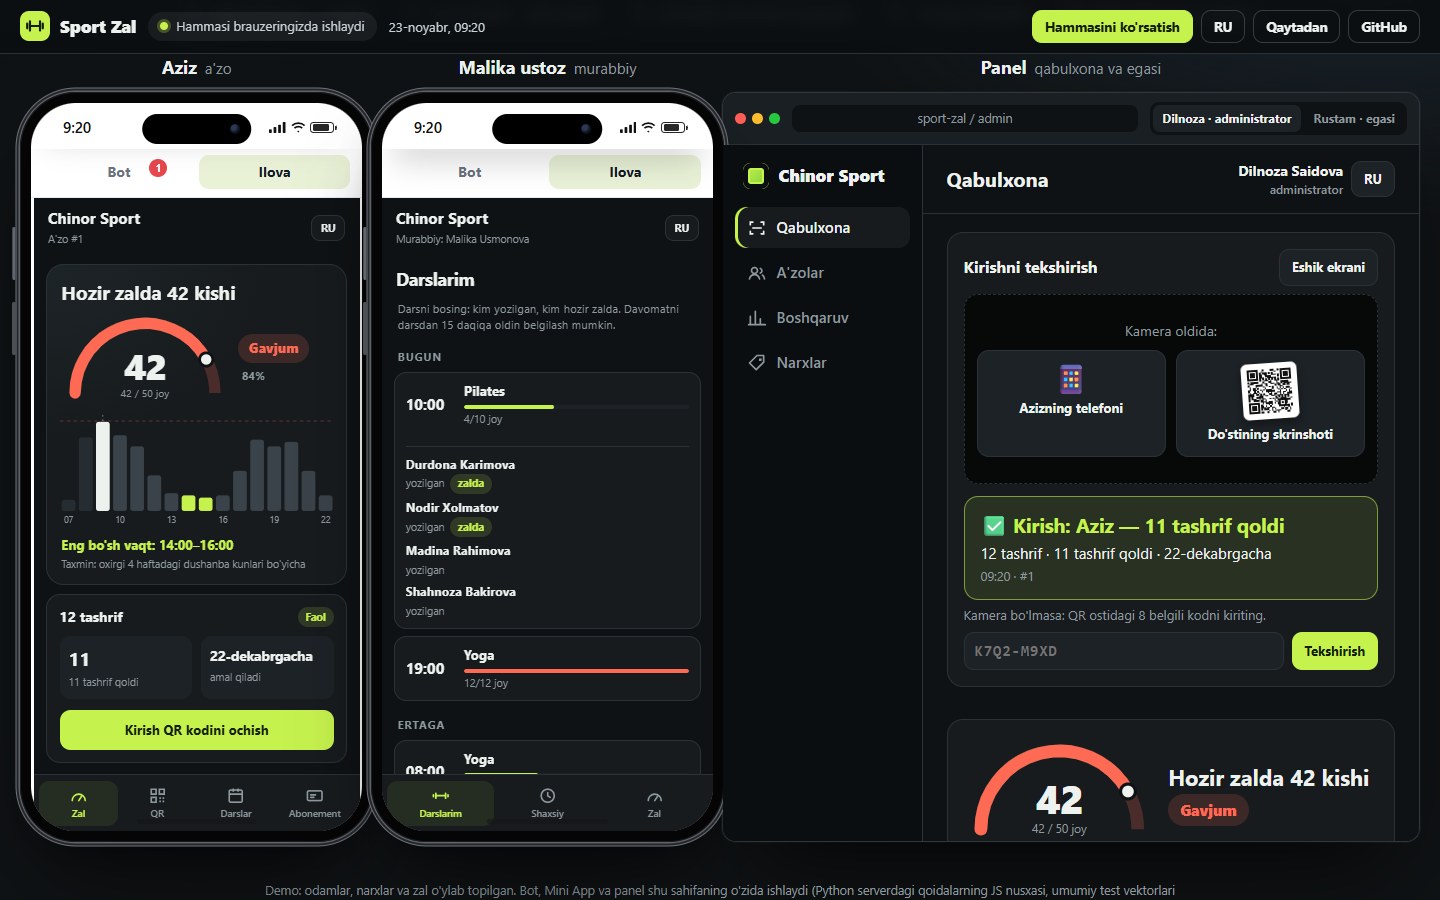 Sport Zal
Hammasi brauzeringizda ishlaydi
23-noyabr, 09:20
Hammasini ko'rsatish
RU
Qaytadan
GitHub
Aziz a'zo
9:20
Bot 1
Ilova
Chinor Sport
A'zo #1
RU
Hozir zalda 42 kishi
42
42 / 50 joy
Gavjum
84%
07 10 13 16 19 22
Eng bo'sh vaqt: 14:00–16:00
Taxmin: oxirgi 4 haftadagi dushanba kunlari bo'yicha
12 tashrif
Faol
11
11 tashrif qoldi
22-dekabrgacha
amal qiladi
Kirish QR kodini ochish
Zal
QR
Darslar
Abonement
Malika ustoz murabbiy
9:20
Bot
Ilova
Chinor Sport
Murabbiy: Malika Usmonova
RU
Darslarim
Darsni bosing: kim yozilgan, kim hozir zalda. Davomatni
darsdan 15 daqiqa oldin belgilash mumkin.
BUGUN
10:00
Pilates
4/10 joy
Durdona Karimova
yozilgan zalda
Nodir Xolmatov
yozilgan zalda
Madina Rahimova
yozilgan
Shahnoza Bakirova
yozilgan
19:00
Yoga
12/12 joy
ERTAGA
08:00
Yoga
Darslarim
Shaxsiy
Zal
Panel qabulxona va egasi
sport-zal / admin
Dilnoza · administrator
Rustam · egasi
Chinor Sport
Qabulxona
A'zolar
Boshqaruv
Narxlar
Qabulxona
Dilnoza Saidova
administrator
RU
Kirishni tekshirish
Eshik ekrani
Kamera oldida:
Azizning telefoni
Do'stining skrinshoti
Kirish: Aziz — 11 tashrif qoldi
12 tashrif · 11 tashrif qoldi · 22-dekabrgacha
09:20 · #1
Kamera bo'lmasa: QR ostidagi 8 belgili kodni kiriting.
K7Q2-M9XD
Tekshirish
42
42 / 50 joy
Hozir zalda 42 kishi
Gavjum
Demo: odamlar, narxlar va zal o'ylab topilgan. Bot, Mini App va panel shu sahifaning o'zida ishlaydi (Python serverdagi qoidalarning JS nusxasi, umumiy test vektorlari